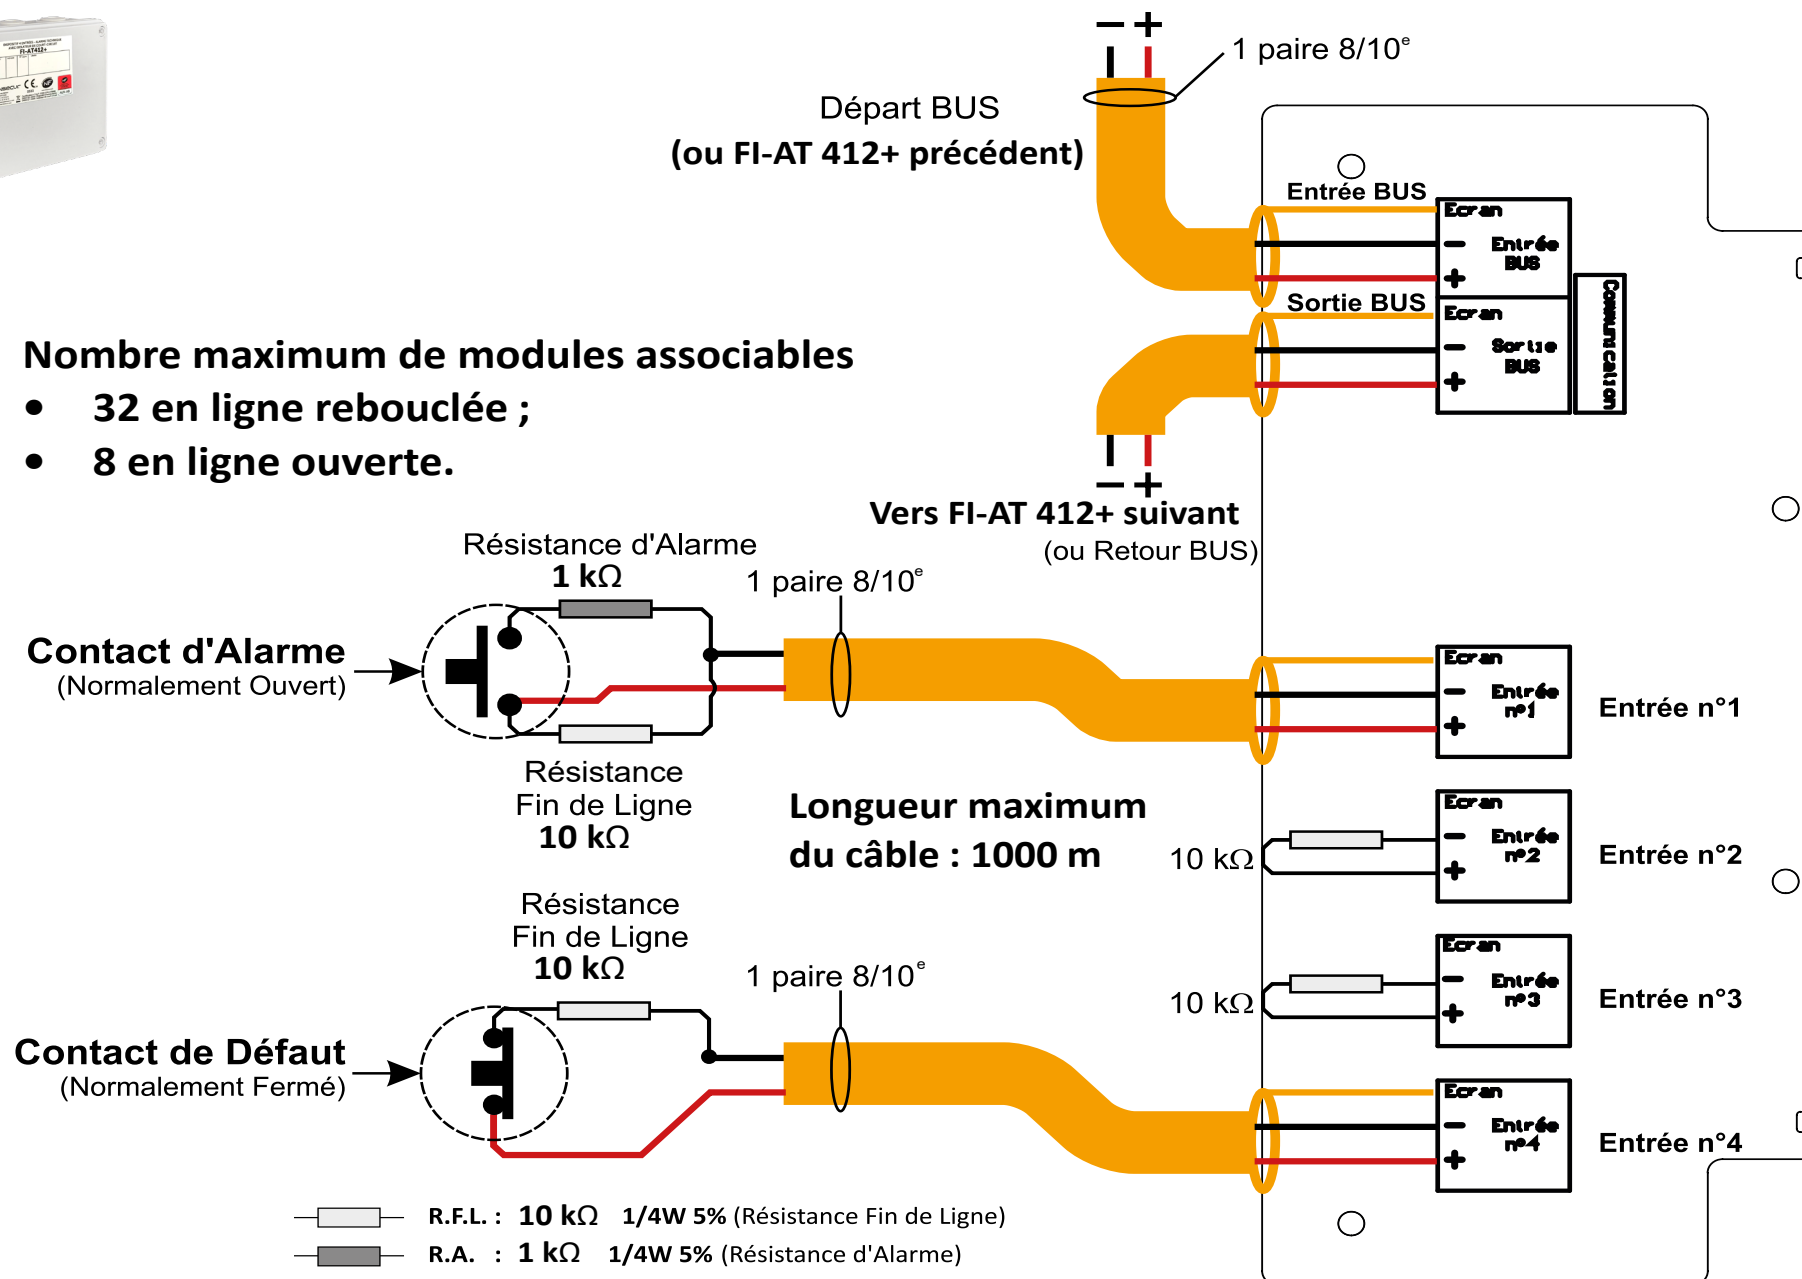 FI-AT412+
1 paire 8/10e
Départ BUS
(ou FI-AT 412+ précédent)
Entrée BUS
Ecran
− Entrée
BUS
+
Sortie BUS
Ecran
− Sortie
BUS
+
Communication
Nombre maximum de modules associables
• 32 en ligne rebouclée ;
• 8 en ligne ouverte.
− +
Vers FI-AT 412+ suivant
(ou Retour BUS)
Résistance d'Alarme
1 kΩ
1 paire 8/10e
Contact d'Alarme
(Normalement Ouvert)
Ecran
− Entrée
n°1
+
Entrée n°1
Résistance
Fin de Ligne
10 kΩ
Longueur maximum
du câble : 1000 m
10 kΩ
Ecran
− Entrée
n°2
+
Entrée n°2
Résistance
Fin de Ligne
10 kΩ
1 paire 8/10e
10 kΩ
Ecran
− Entrée
n°3
+
Entrée n°3
Contact de Défaut
(Normalement Fermé)
Ecran
− Entrée
n°4
+
Entrée n°4
R.F.L. : 10 kΩ 1/4W 5% (Résistance Fin de Ligne)
R.A. : 1 kΩ 1/4W 5% (Résistance d'Alarme)